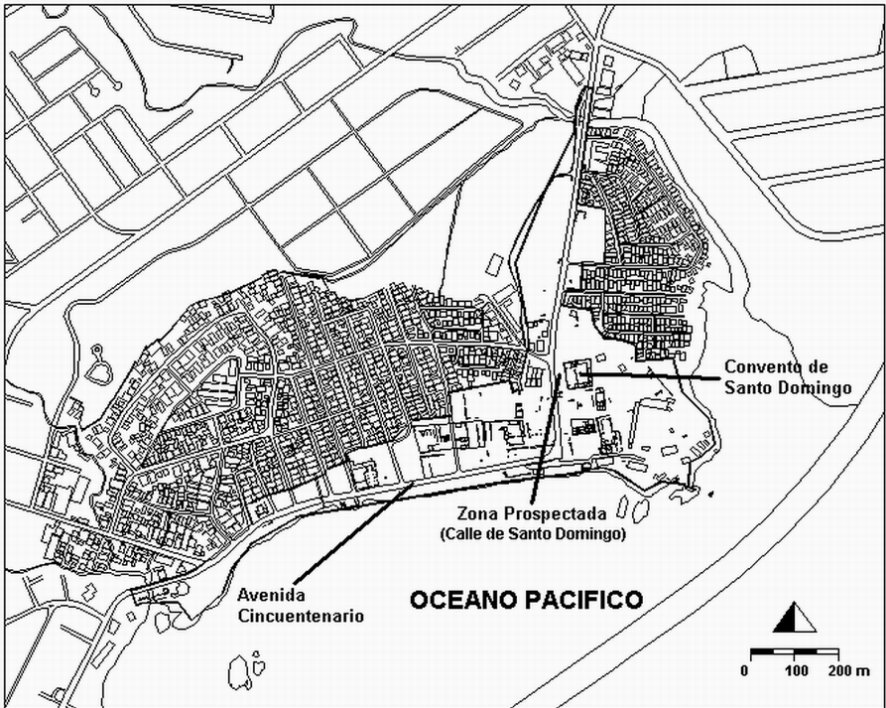 Convento de
Santo Domingo
Zona Prospectada
(Calle de Santo Domingo)
Avenida
Cincuentenario
OCEANO PACIFICO
0 100 200 m